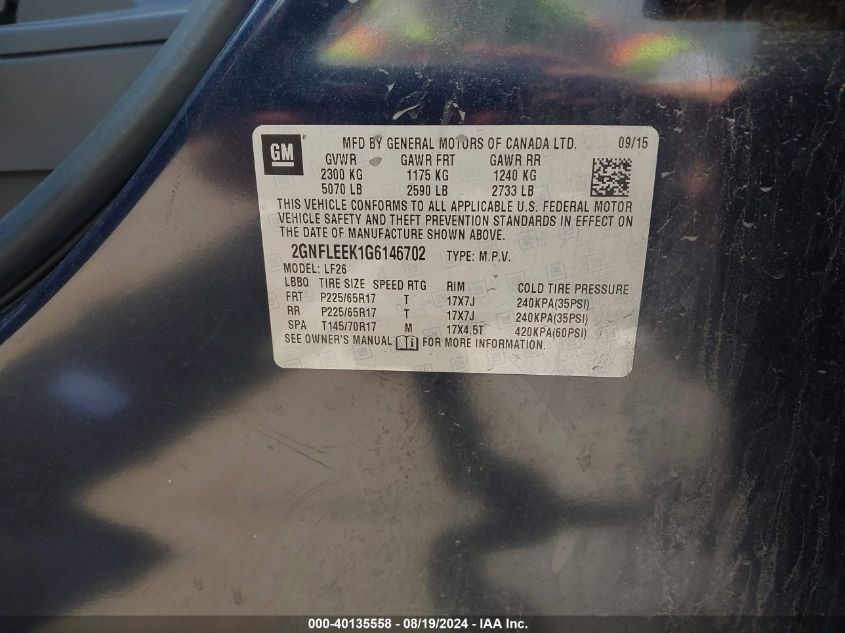 GM
MFD BY GENERAL MOTORS OF CANADA LTD. 09/15
GVWR GAWR FRT GAWR RR
2300 KG 1175 KG 1240 KG
5070 LB 2590 LB 2733 LB
THIS VEHICLE CONFORMS TO ALL APPLICABLE U.S. FEDERAL MOTOR
VEHICLE SAFETY AND THEFT PREVENTION STANDARDS IN EFFECT ON
THE DATE OF MANUFACTURE SHOWN ABOVE.
2GNFLEEK1G6146702 TYPE: M.P.V.
MODEL: LF26
LBBQ TIRE SIZE SPEED RTG RIM COLD TIRE PRESSURE
FRT P225/65R17 T 17X7J 240KPA(35PSI)
RR P225/65R17 T 17X7J 240KPA(35PSI)
SPA T145/70R17 M 17X4.5T 420KPA(60PSI)
SEE OWNER'S MANUAL FOR MORE INFORMATION.
000-40135558 - 08/19/2024 - IAA Inc.